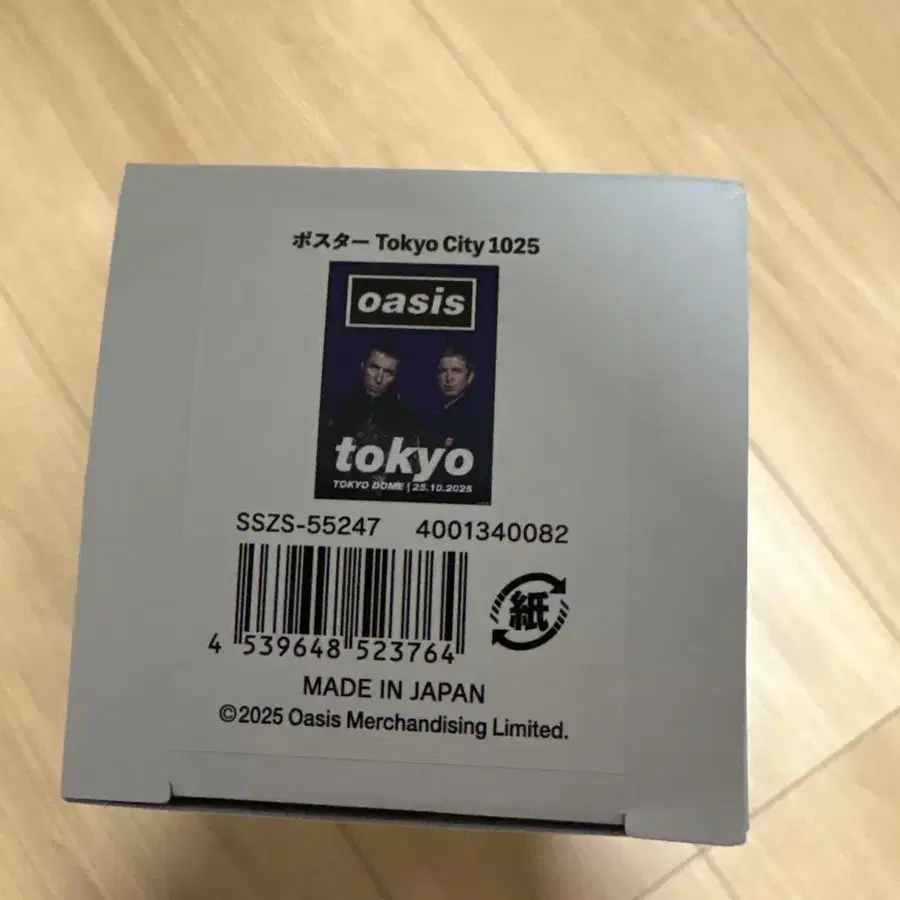 ポスター Tokyo City 1025
oasis
tokyo
TOKYO DOME | 25.10.2025
SSZS-55247 4001340082
紙
4 539648 523764
MADE IN JAPAN
©2025 Oasis Merchandising Limited.